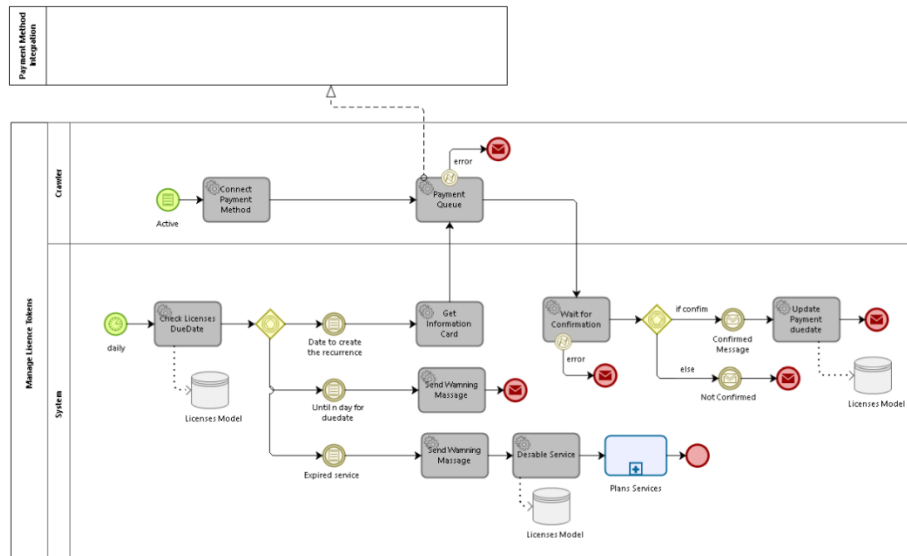 Payment Method
Integration
Manage Licence Tokens
Crawler
error
Connect
Payment
Method
Payment
Queue
Active
System
Check Licenses
DueDate
Get
Information
Card
Wait for
Confirmation
if confim
Update
Payment
duedate
daily
Date to create
the recurrence
Confirmed
Message
error
else
Send Warnning
Massage
Not Confirmed
Licenses Model
Licenses Model
Until n day for
duedate
Send Warnning
Massage
Desable Service
Expired service
Plans Services
Licenses Model